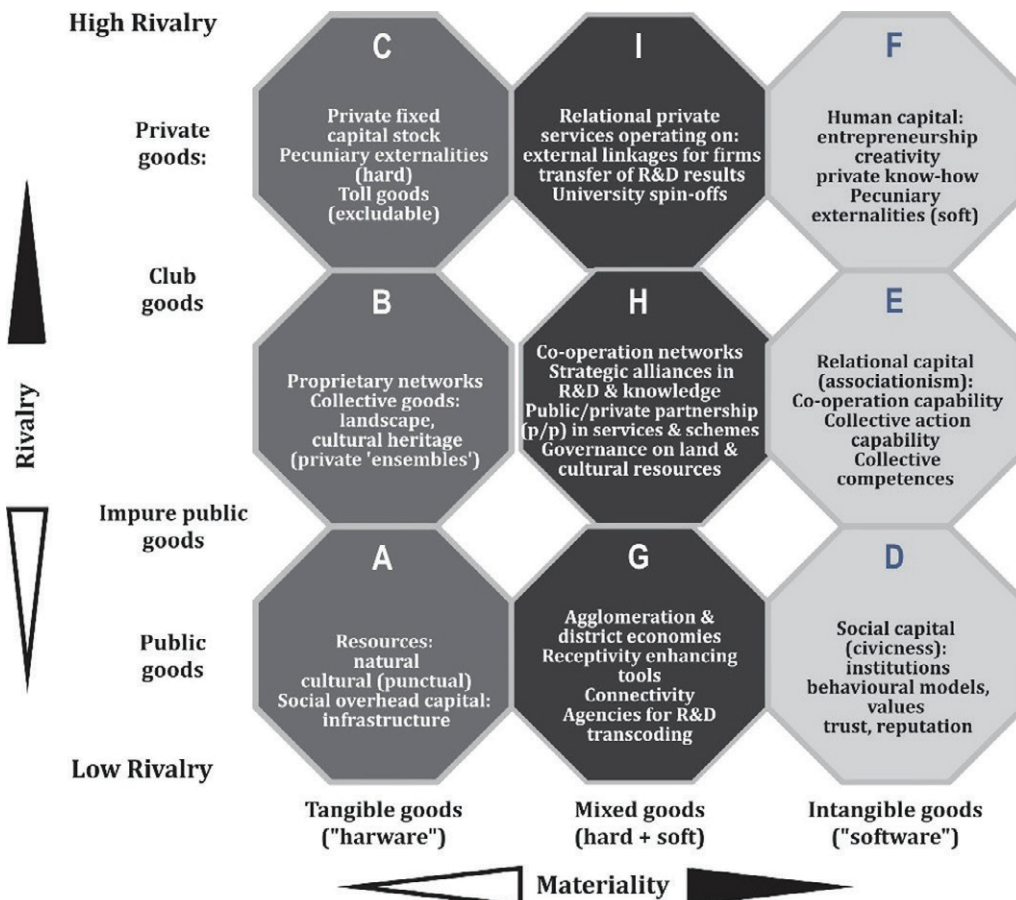 High Rivalry
C
Private fixed
capital stock
Pecuniary externalities
(hard)
Toll goods
(excludable)
I
Relational private
services operating on:
external linkages for firms
transfer of R&D results
University spin-offs
F
Human capital:
entrepreneurship
creativity
private know-how
Pecuniary
externalities (soft)
Private
goods:
Club
goods
B
Proprietary networks
Collective goods:
landscape,
cultural heritage
(private 'ensembles')
H
Co-operation networks
Strategic alliances in
R&D & knowledge
Public/private partnership
(p/p) in services & schemes
Governance on land &
cultural resources
E
Relational capital
(associationism):
Co-operation capability
Collective action
capability
Collective
competences
Rivalry
Impure public
goods
A
Resources:
natural
cultural (punctual)
Social overhead capital:
infrastructure
G
Agglomeration &
district economies
Receptivity enhancing
tools
Connectivity
Agencies for R&D
transcoding
D
Social capital
(civicness):
institutions
behavioural models,
values
trust, reputation
Public
goods
Low Rivalry
Tangible goods
("harware")
Mixed goods
(hard + soft)
Intangible goods
("software")
Materiality